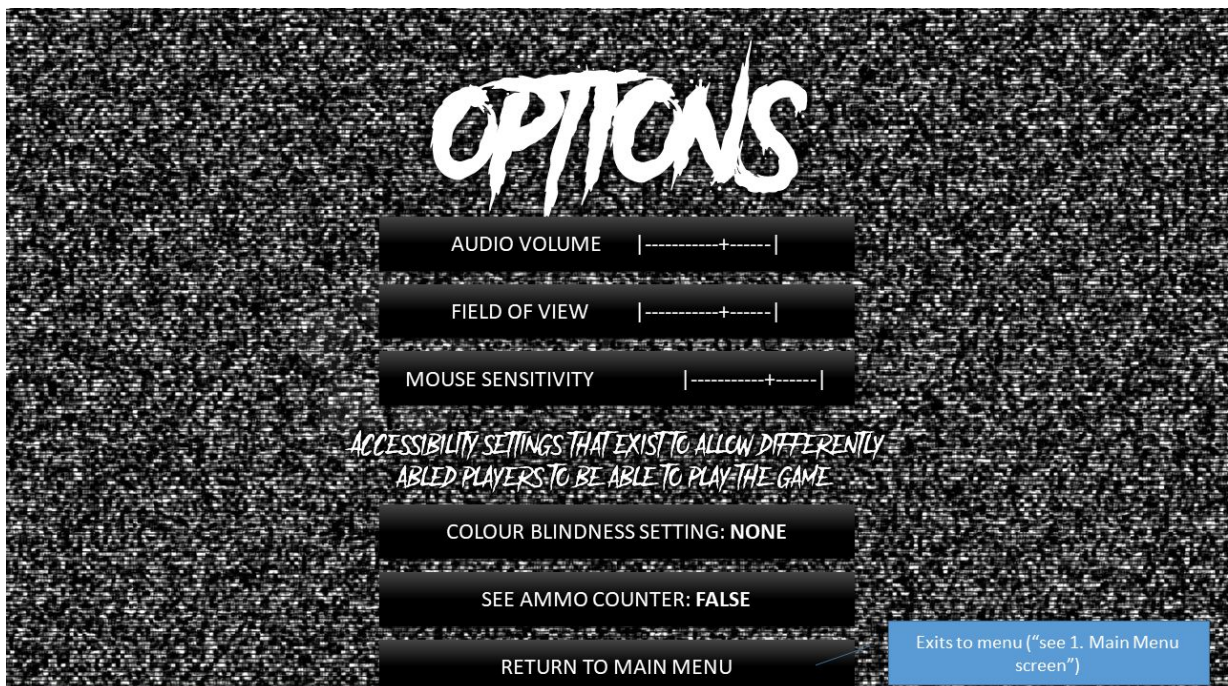 OPTIONS
AUDIO VOLUME |-----------+------|
FIELD OF VIEW |-----------+------|
MOUSE SENSITIVITY |-----------+------|
ACCESSIBILITY SETTINGS THAT EXIST TO ALLOW DIFFERENTLY
ABLED PLAYERS TO BE ABLE TO PLAY THE GAME
COLOUR BLINDNESS SETTING: NONE
SEE AMMO COUNTER: FALSE
RETURN TO MAIN MENU
Exits to menu (“see 1. Main Menu
screen”)